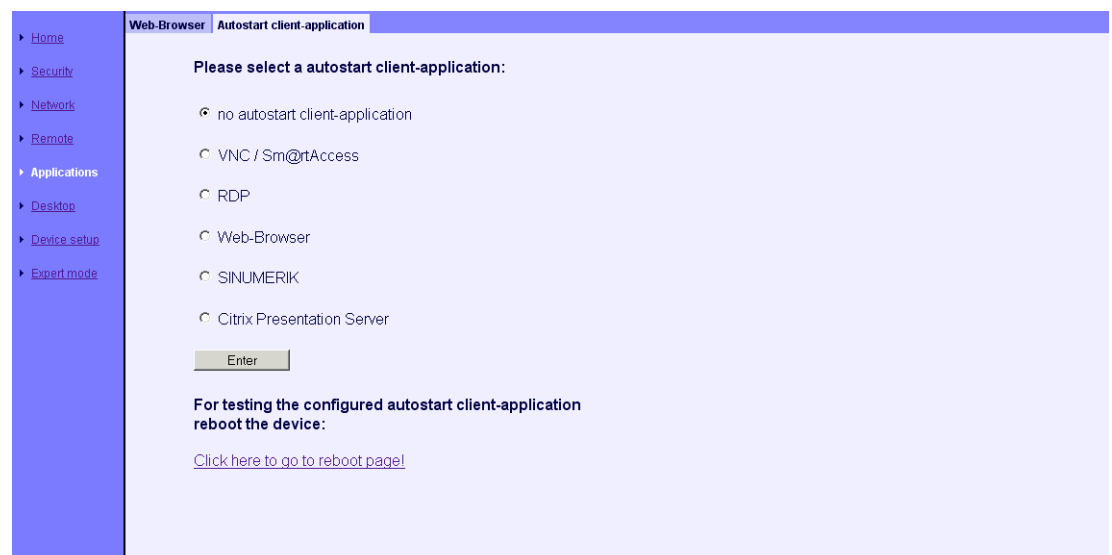 Home
Security
Network
Remote
Applications
Desktop
Device setup
Expert mode
Web-Browser
Autostart client-application
Please select a autostart client-application:
no autostart client-application
VNC / Sm@rtAccess
RDP
Web-Browser
SINUMERIK
Citrix Presentation Server
Enter
For testing the configured autostart client-application
reboot the device:
Click here to go to reboot page!